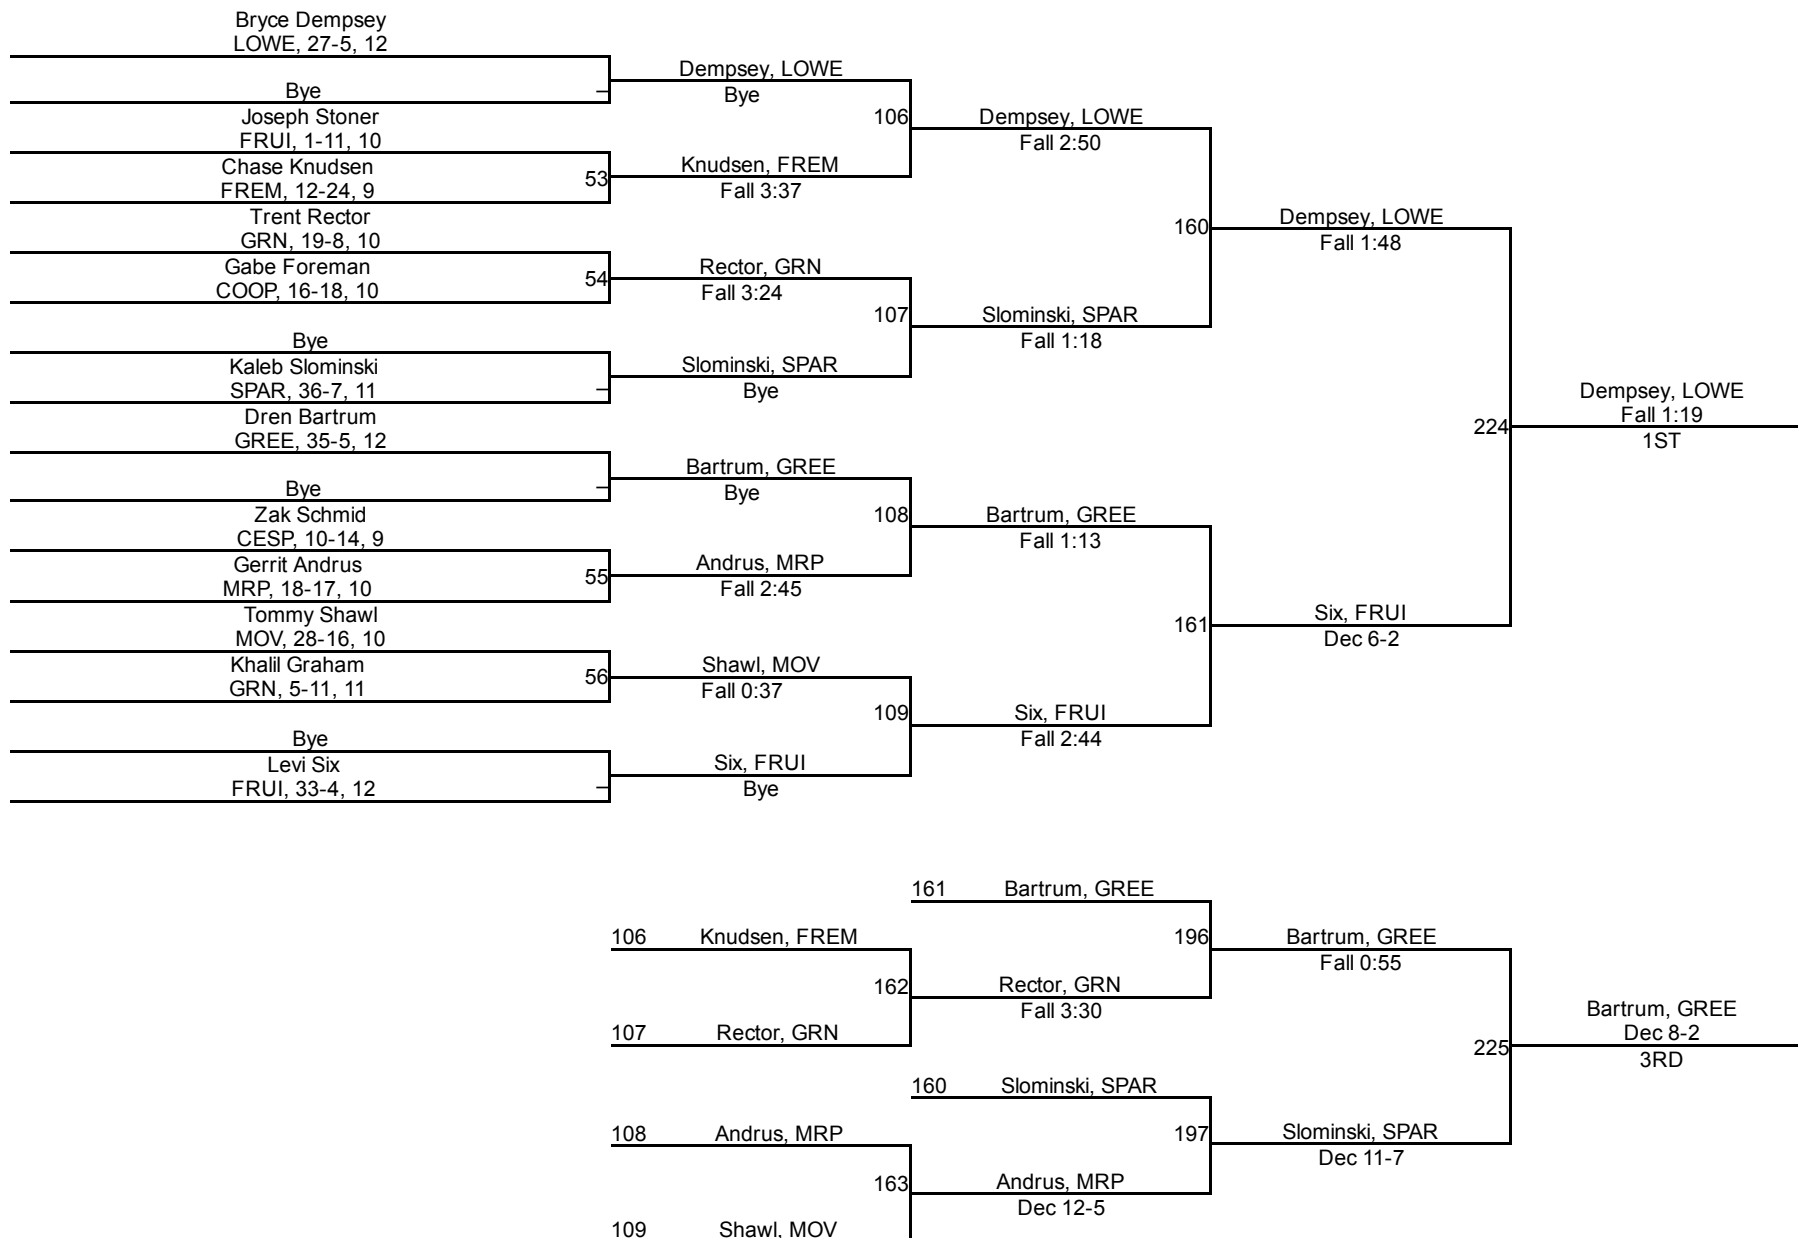 Bryce Dempsey
LOWE, 27-5, 12
Bye
Joseph Stoner
FRUI, 1-11, 10
Chase Knudsen
FREM, 12-24, 9
Trent Rector
GRN, 19-8, 10
Gabe Foreman
COOP, 16-18, 10
Bye
Kaleb Slominski
SPAR, 36-7, 11
Dren Bartrum
GREE, 35-5, 12
Bye
Zak Schmid
CESP, 10-14, 9
Gerrit Andrus
MRP, 18-17, 10
Tommy Shawl
MOV, 28-16, 10
Khalil Graham
GRN, 5-11, 11
Bye
Levi Six
FRUI, 33-4, 12
–
53
54
–
–
55
56
–
Dempsey, LOWE
Bye
Knudsen, FREM
Fall 3:37
Rector, GRN
Fall 3:24
Slominski, SPAR
Bye
Bartrum, GREE
Bye
Andrus, MRP
Fall 2:45
Shawl, MOV
Fall 0:37
Six, FRUI
Bye
106
107
108
109
Dempsey, LOWE
Fall 2:50
Slominski, SPAR
Fall 1:18
Bartrum, GREE
Fall 1:13
Six, FRUI
Fall 2:44
160
161
Dempsey, LOWE
Fall 1:48
Six, FRUI
Dec 6-2
224
Dempsey, LOWE
Fall 1:19
1ST
106 Knudsen, FREM
107 Rector, GRN
108 Andrus, MRP
109 Shawl, MOV
162
163
161 Bartrum, GREE
Rector, GRN
Fall 3:30
160 Slominski, SPAR
Andrus, MRP
Dec 12-5
196
197
Bartrum, GREE
Fall 0:55
Slominski, SPAR
Dec 11-7
225
Bartrum, GREE
Dec 8-2
3RD